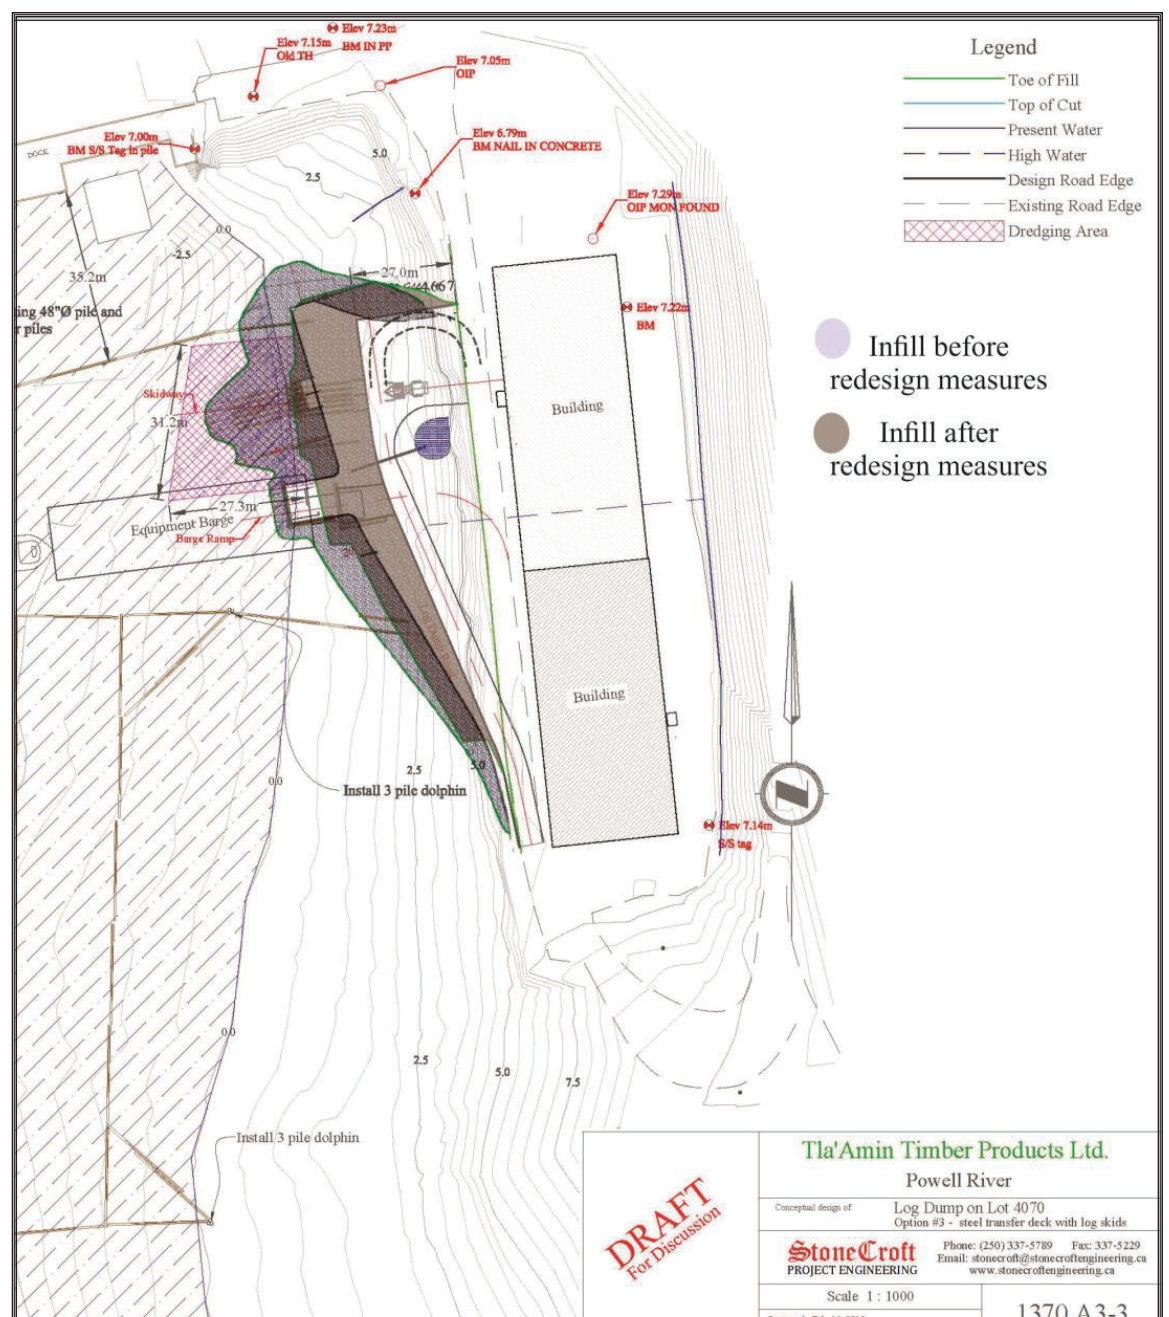 Elev 7.23m
BM IN PP
Elev 7.15m
Old TH
Elev 7.05m
OIP
Elev 7.00m
BM S/S Tag in pile
Elev 6.79m
BM NAIL IN CONCRETE
DOCK
5.0
2.5
0.0
-2.5
Elev 7.29m
OIP MON FOUND
35.2m
27.0m
ing 48"Ø pile and
r piles
Elev 7.22m
BM
Skidway
31.2m
Building
27.3m
Equipment Barge
Barge Ramp
Building
Install 3 pile dolphin
2.5
5.0
0.0
Elev 7.14m
S/S tag
0.0
2.5
5.0
7.5
Install 3 pile dolphin
Legend
Toe of Fill
Top of Cut
Present Water
High Water
Design Road Edge
Existing Road Edge
Dredging Area
Infill before
redesign measures
Infill after
redesign measures
DRAFT
For Discussion
Tla'Amin Timber Products Ltd.
Powell River
Conceptual design of Log Dump on Lot 4070
Option #3 - steel transfer deck with log skids
StoneCroft
PROJECT ENGINEERING
Phone: (250) 337-5789 Fax: 337-5229
Email: stonecroft@stonecroftengineering.ca
www.stonecroftengineering.ca
Scale 1 : 1000
1370 A3-3